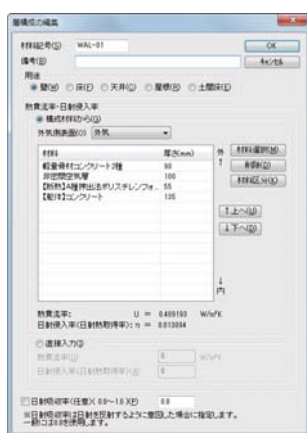 層構成の編集
材料記号(S) WAL-01 OK
備考(E) キャンセル
用途
壁(W) 床(F) 天井(C) 屋根(R) 土間床(E)
熱貫流率・日射侵入率
構成材料から(G)
外気側表面(O) 外気
材料 厚さ(mm) 外
軽量骨材コンクリート2種 60
非密閉空気層 100
【断熱】A種押出法ポリスチレンフォ.. 55
【躯体】コンクリート 135
材料選択(M)
削除(D)
材料区分(K)
↑上へ(U)
↓下へ(D)
内
熱貫流率: U = 0.489193 W/㎡K
日射侵入率(日射熱取得率): η = 0.013094
直接入力(I)
熱貫流率(U) 0 W/㎡K
日射侵入率(日射熱取得率)(A) 0
日射吸収率(任意)( 0.0～1.0 )(P) 0.8
※日射吸収率は日射を反射するように意図した場合に指定します。
一般には0.8を使用します。